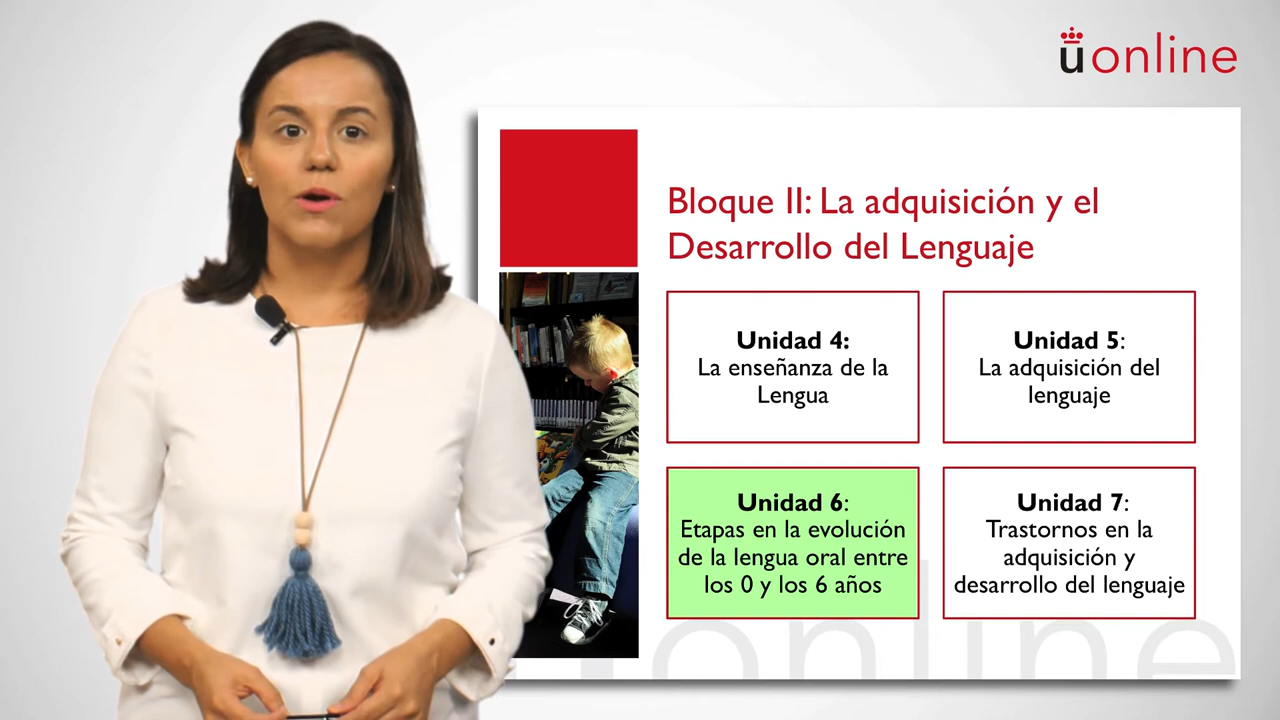 ü online
Bloque II: La adquisición y el
Desarrollo del Lenguaje
Unidad 4:
La enseñanza de la
Lengua
Unidad 5:
La adquisición del
lenguaje
Unidad 6:
Etapas en la evolución
de la lengua oral entre
los 0 y los 6 años
Unidad 7:
Trastornos en la
adquisición y
desarrollo del lenguaje
online